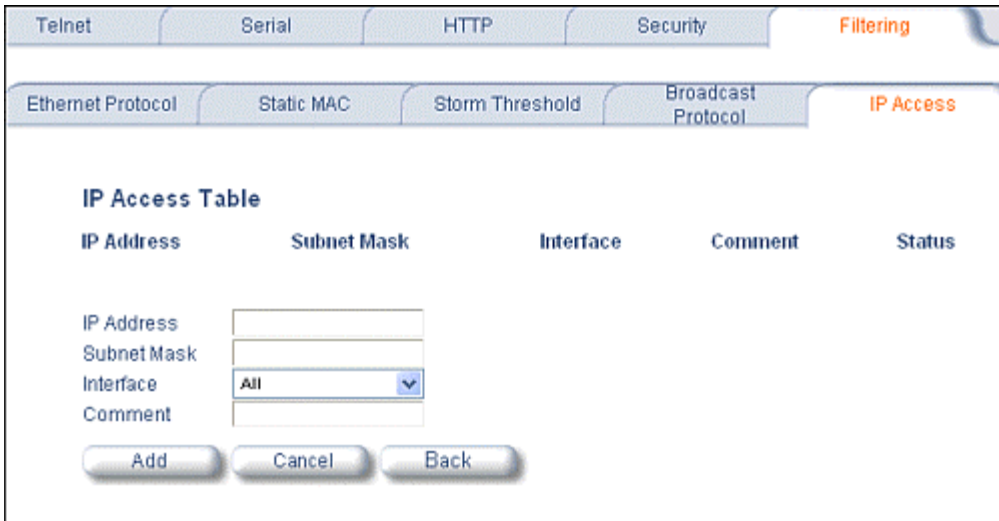 Telnet Serial HTTP Security Filtering
Ethernet Protocol Static MAC Storm Threshold Broadcast Protocol IP Access
IP Access Table
IP Address Subnet Mask Interface Comment Status
IP Address
Subnet Mask
Interface All
Comment
Add Cancel Back